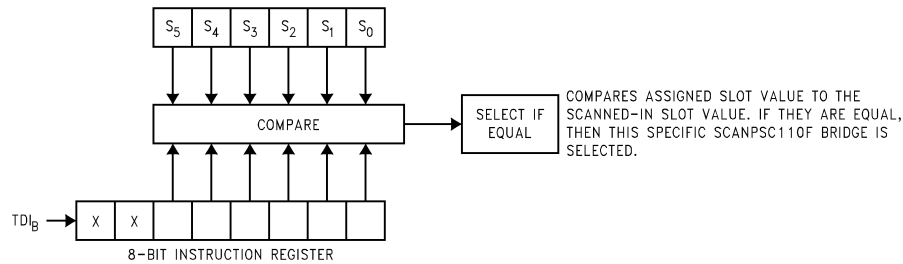 S5 S4 S3 S2 S1 S0
COMPARE
SELECT IF
EQUAL
COMPARES ASSIGNED SLOT VALUE TO THE
SCANNED-IN SLOT VALUE. IF THEY ARE EQUAL,
THEN THIS SPECIFIC SCANPSC110F BRIDGE IS
SELECTED.
TDIB X X
8-BIT INSTRUCTION REGISTER